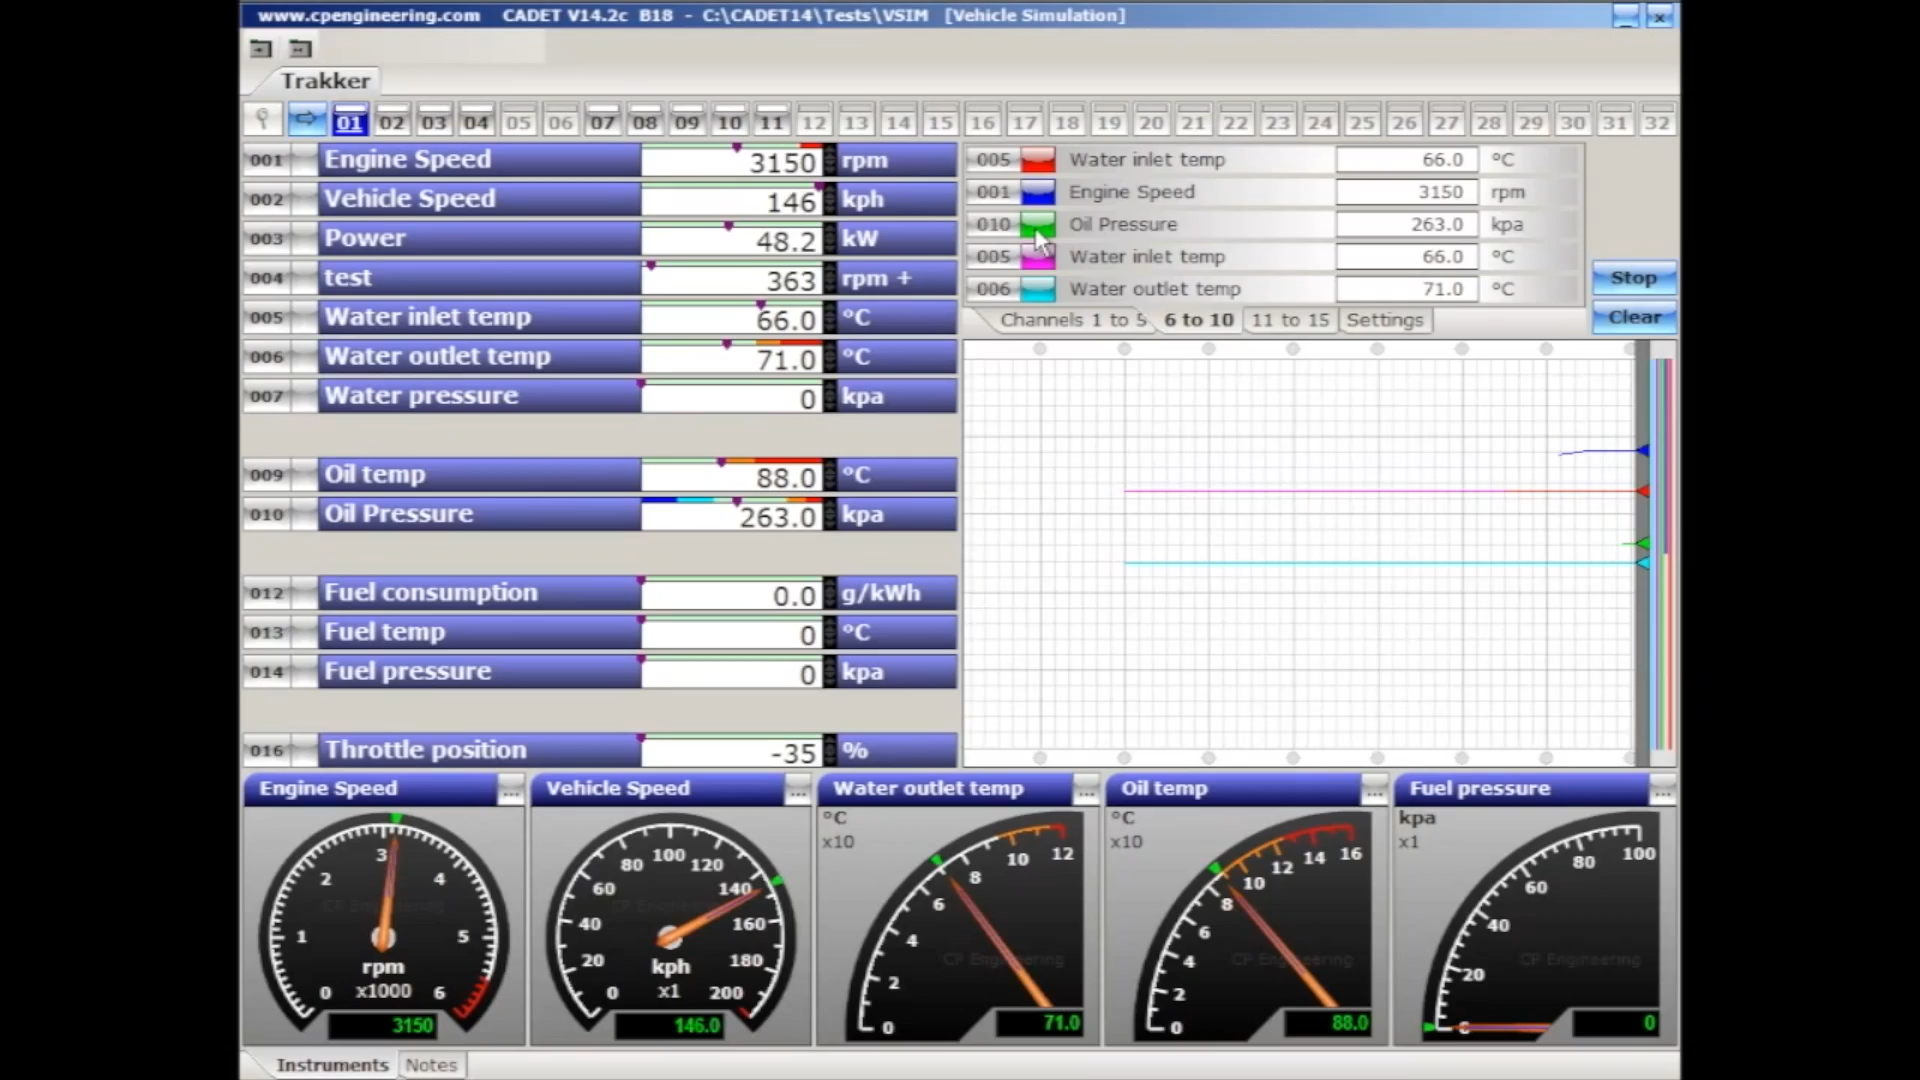 www.cpengineering.com CADET V14.2c B18 - C:\CADET14\Tests\VSIM [Vehicle Simulation]
Trakker
01 02 03 04 05 06 07 08 09 10 11 12 13 14 15 16 17 18 19 20 21 22 23 24 25 26 27 28 29 30 31 32
001 Engine Speed 3150 rpm
002 Vehicle Speed 146 kph
003 Power 48.2 kW
004 test 363 rpm +
005 Water inlet temp 66.0 °C
006 Water outlet temp 71.0 °C
007 Water pressure 0 kpa
009 Oil temp 88.0 °C
010 Oil Pressure 263.0 kpa
012 Fuel consumption 0.0 g/kWh
013 Fuel temp 0 °C
014 Fuel pressure 0 kpa
016 Throttle position -35 %
005 Water inlet temp 66.0 °C
001 Engine Speed 3150 rpm
010 Oil Pressure 263.0 kpa
005 Water inlet temp 66.0 °C
006 Water outlet temp 71.0 °C
Stop
Clear
Channels 1 to 5 6 to 10 11 to 15 Settings
Engine Speed ...
0 1 2 3 4 5 6
CP Engineering
rpm
x1000
3150
Vehicle Speed ...
0 20 40 60 80 100 120 140 160 180 200
CP Engineering
kph
x1
146.0
Water outlet temp ...
°C
x10
0 2 4 6 8 10 12
CP Engineering
71.0
Oil temp ...
°C
x10
0 2 4 6 8 10 12 14 16
CP Engineering
88.0
Fuel pressure ...
kpa
x1
0 20 40 60 80 100
CP Engineering
0
Instruments Notes